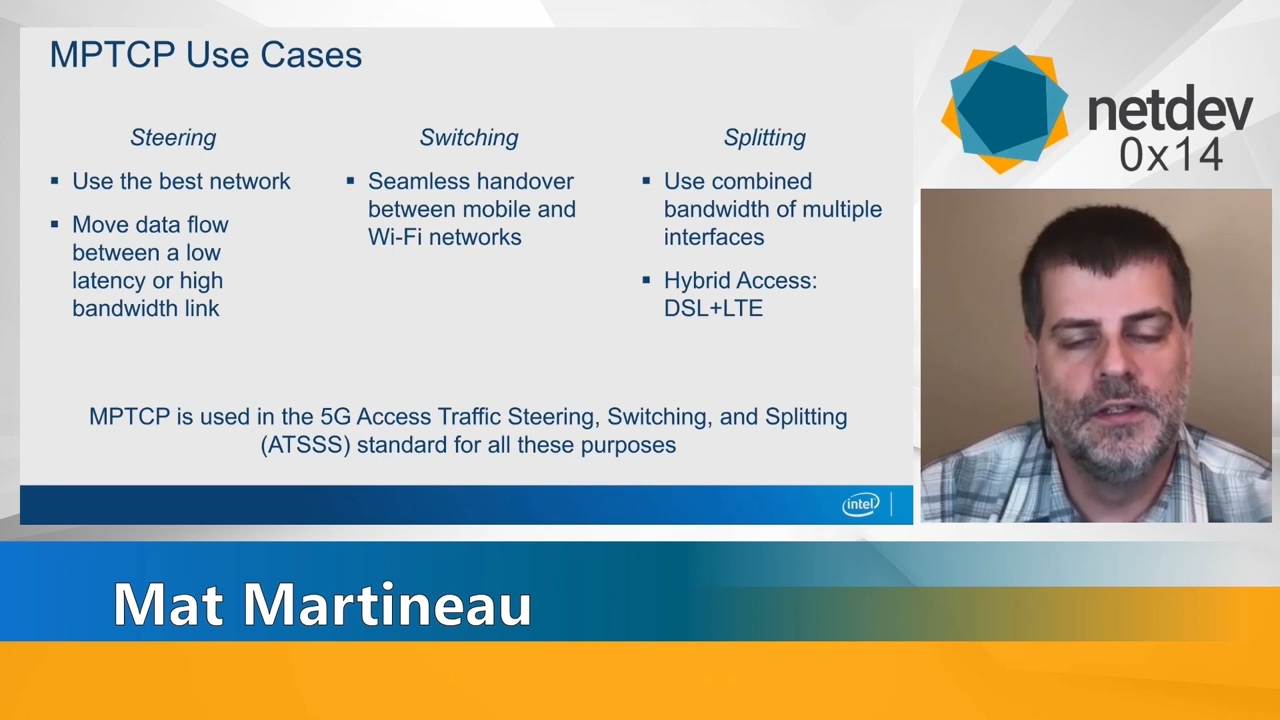 MPTCP Use Cases
Steering
▪ Use the best network
▪ Move data flow
between a low
latency or high
bandwidth link
Switching
▪ Seamless handover
between mobile and
Wi-Fi networks
Splitting
▪ Use combined
bandwidth of multiple
interfaces
▪ Hybrid Access:
DSL+LTE
MPTCP is used in the 5G Access Traffic Steering, Switching, and Splitting
(ATSSS) standard for all these purposes
intel
netdev
0x14
Mat Martineau